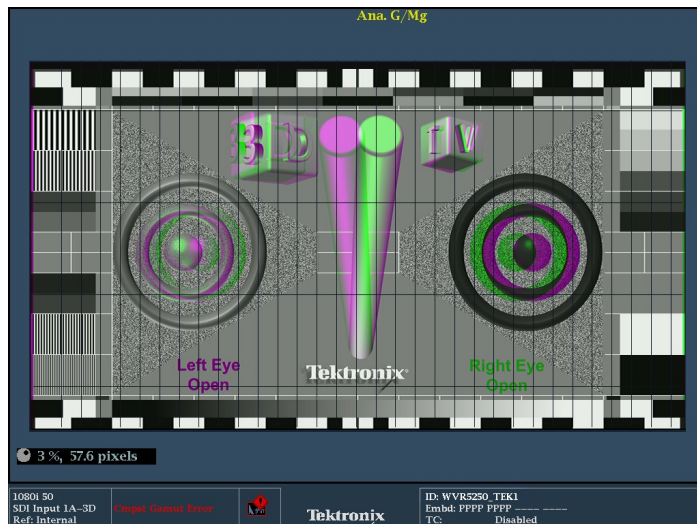 Ana. G/Mg
3D
TV
Left Eye
Open
Tektronix
Right Eye
Open
3 %, 57.6 pixels
1080i 50
SDI Input 1A-3D
Ref: Internal
Cmpst Gamut Error
Tektronix
ID: WVR5250_TEK1
Embd: PPPP PPPP ---- ----
TC: Disabled